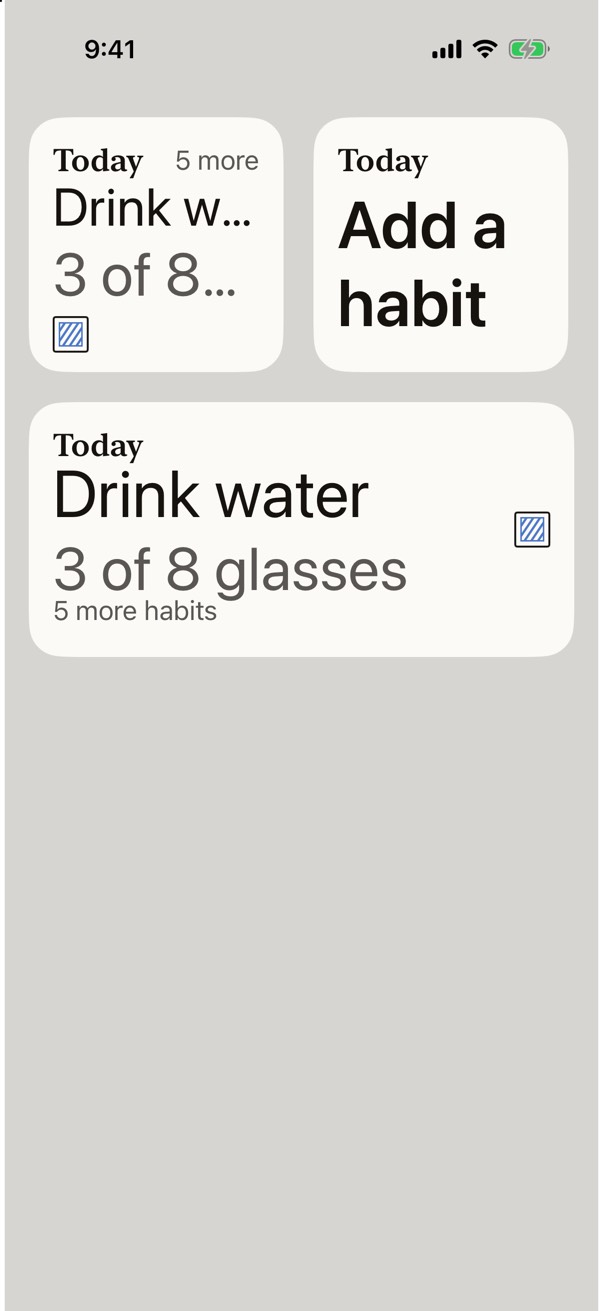 9:41
Today 5 more
Drink w...
3 of 8...
Today
Add a
habit
Today
Drink water
3 of 8 glasses
5 more habits